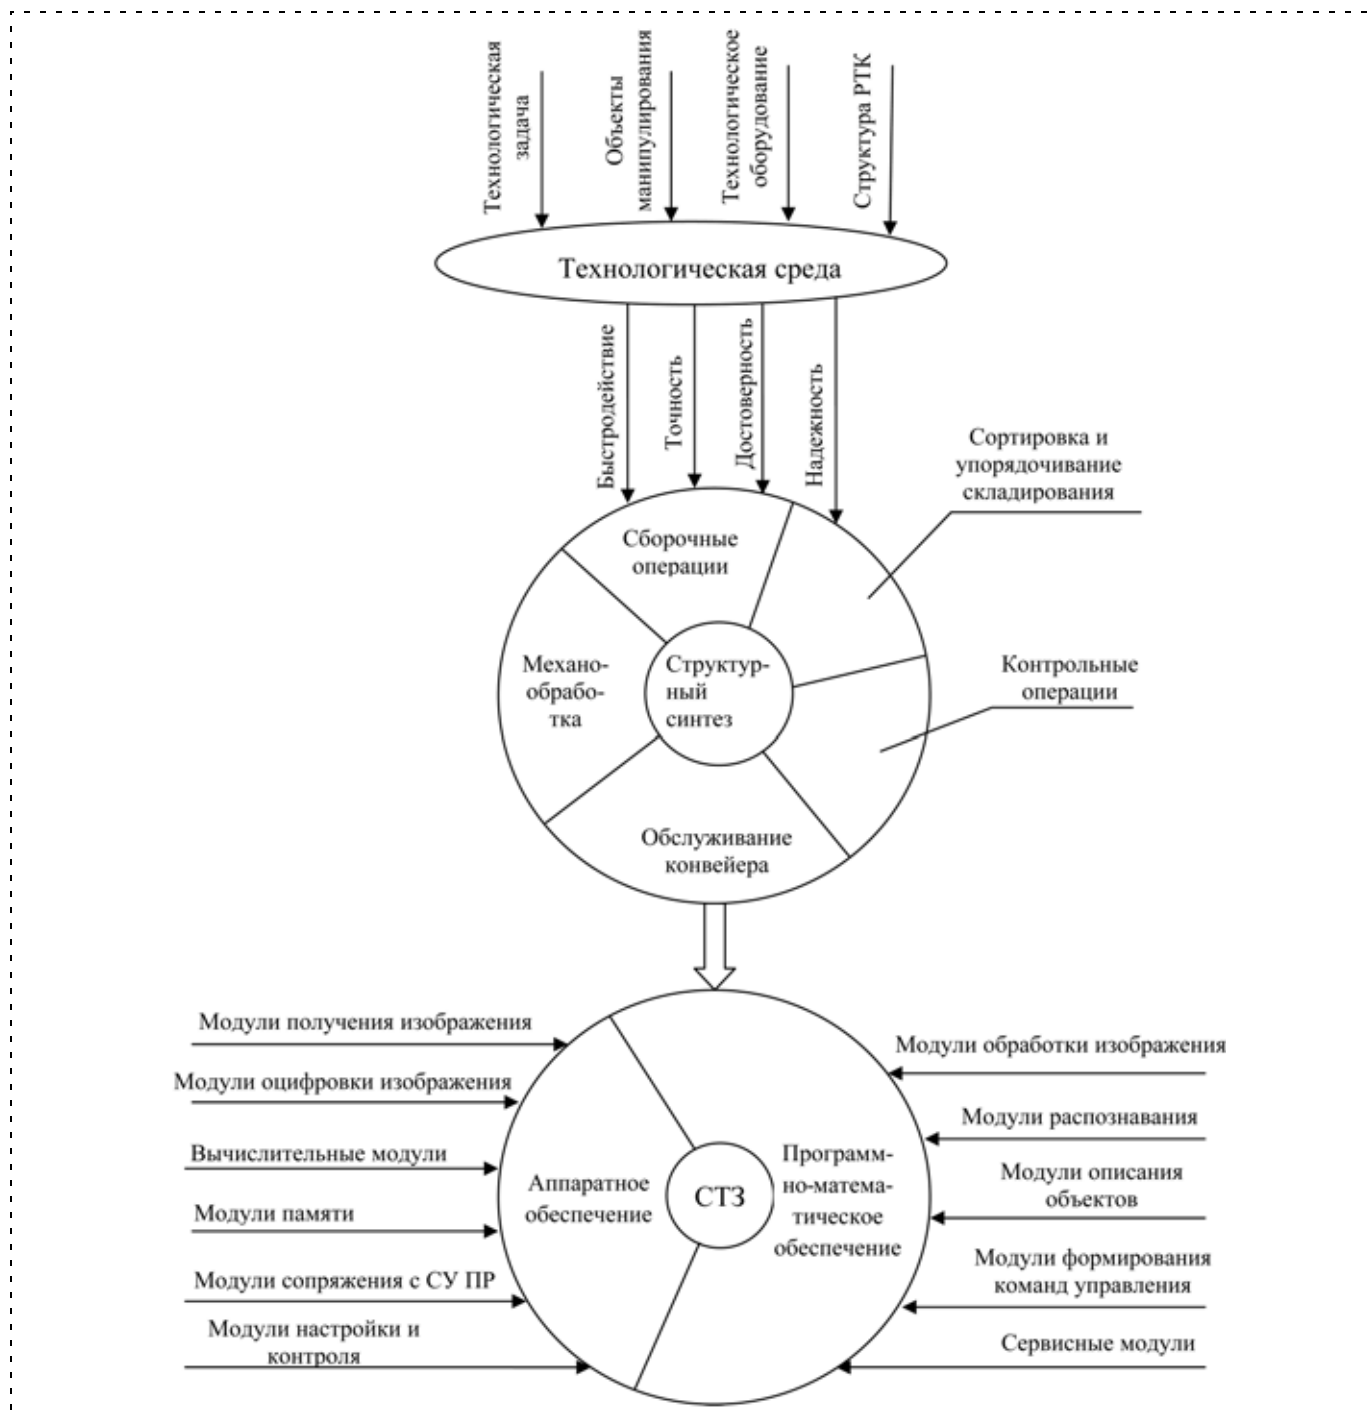 Технологическая
задача
Объекты
манипулирования
Технологическое
оборудование
Структура РТК
Технологическая среда
Быстродействие
Точность
Достоверность
Надежность
Сортировка и
упорядочивание
складирования
Сборочные
операции
Механо-
обрабо-
тка
Структур-
ный
синтез
Контрольные
операции
Обслуживание
конвейера
Модули получения изображения
Модули оцифровки изображения
Вычислительные модули
Модули памяти
Модули сопряжения с СУ ПР
Модули настройки и
контроля
Аппаратное
обеспечение
СТЗ
Программ-
но-матема-
тическое
обеспечение
Модули обработки изображения
Модули распознавания
Модули описания
объектов
Модули формирования
команд управления
Сервисные модули